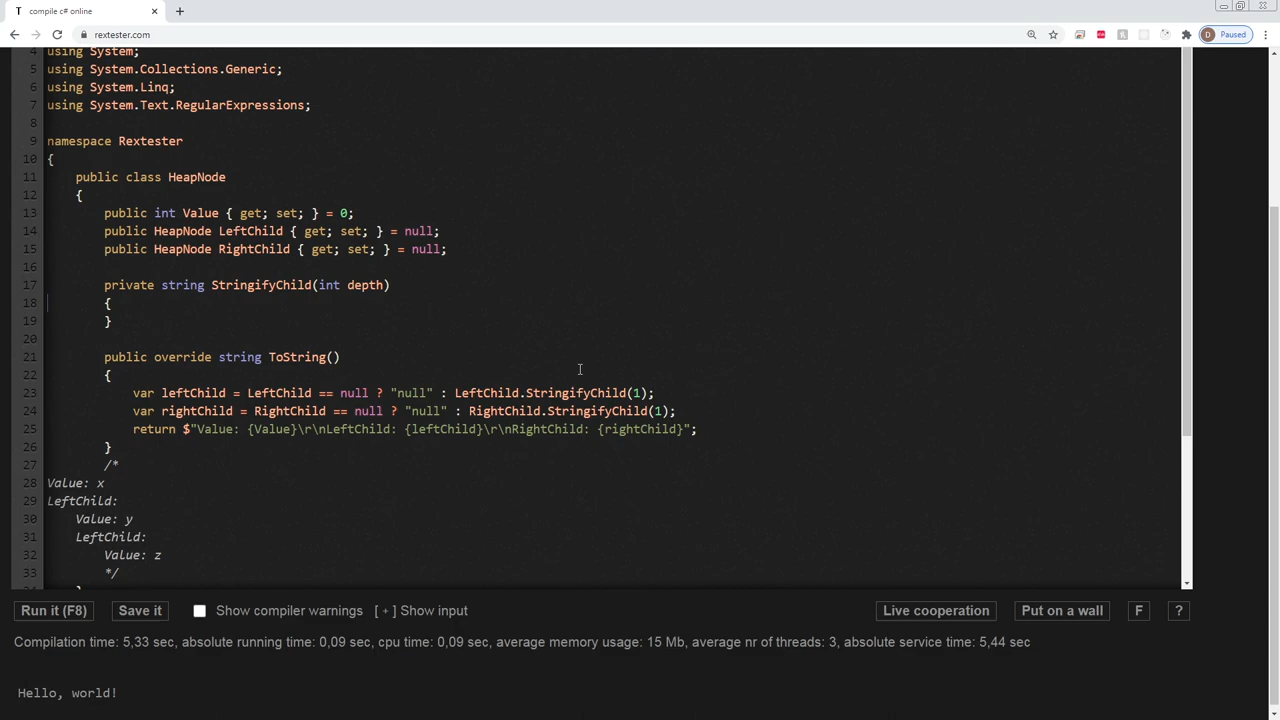 compile c# online
rextester.com
Paused
4 using System;
5 using System.Collections.Generic;
6 using System.Linq;
7 using System.Text.RegularExpressions;
8
9 namespace Rextester
10 {
11 public class HeapNode
12 {
13 public int Value { get; set; } = 0;
14 public HeapNode LeftChild { get; set; } = null;
15 public HeapNode RightChild { get; set; } = null;
16
17 private string StringifyChild(int depth)
18 {
19 }
20
21 public override string ToString()
22 {
23 var leftChild = LeftChild == null ? "null" : LeftChild.StringifyChild(1);
24 var rightChild = RightChild == null ? "null" : RightChild.StringifyChild(1);
25 return $"Value: {Value}\r\nLeftChild: {leftChild}\r\nRightChild: {rightChild}";
26 }
27 /*
28 Value: x
29 LeftChild:
30 Value: y
31 LeftChild:
32 Value: z
33 */
Run it (F8) Save it Show compiler warnings [ + ] Show input Live cooperation Put on a wall F ?
Compilation time: 5,33 sec, absolute running time: 0,09 sec, cpu time: 0,09 sec, average memory usage: 15 Mb, average nr of threads: 3, absolute service time: 5,44 sec
Hello, world!